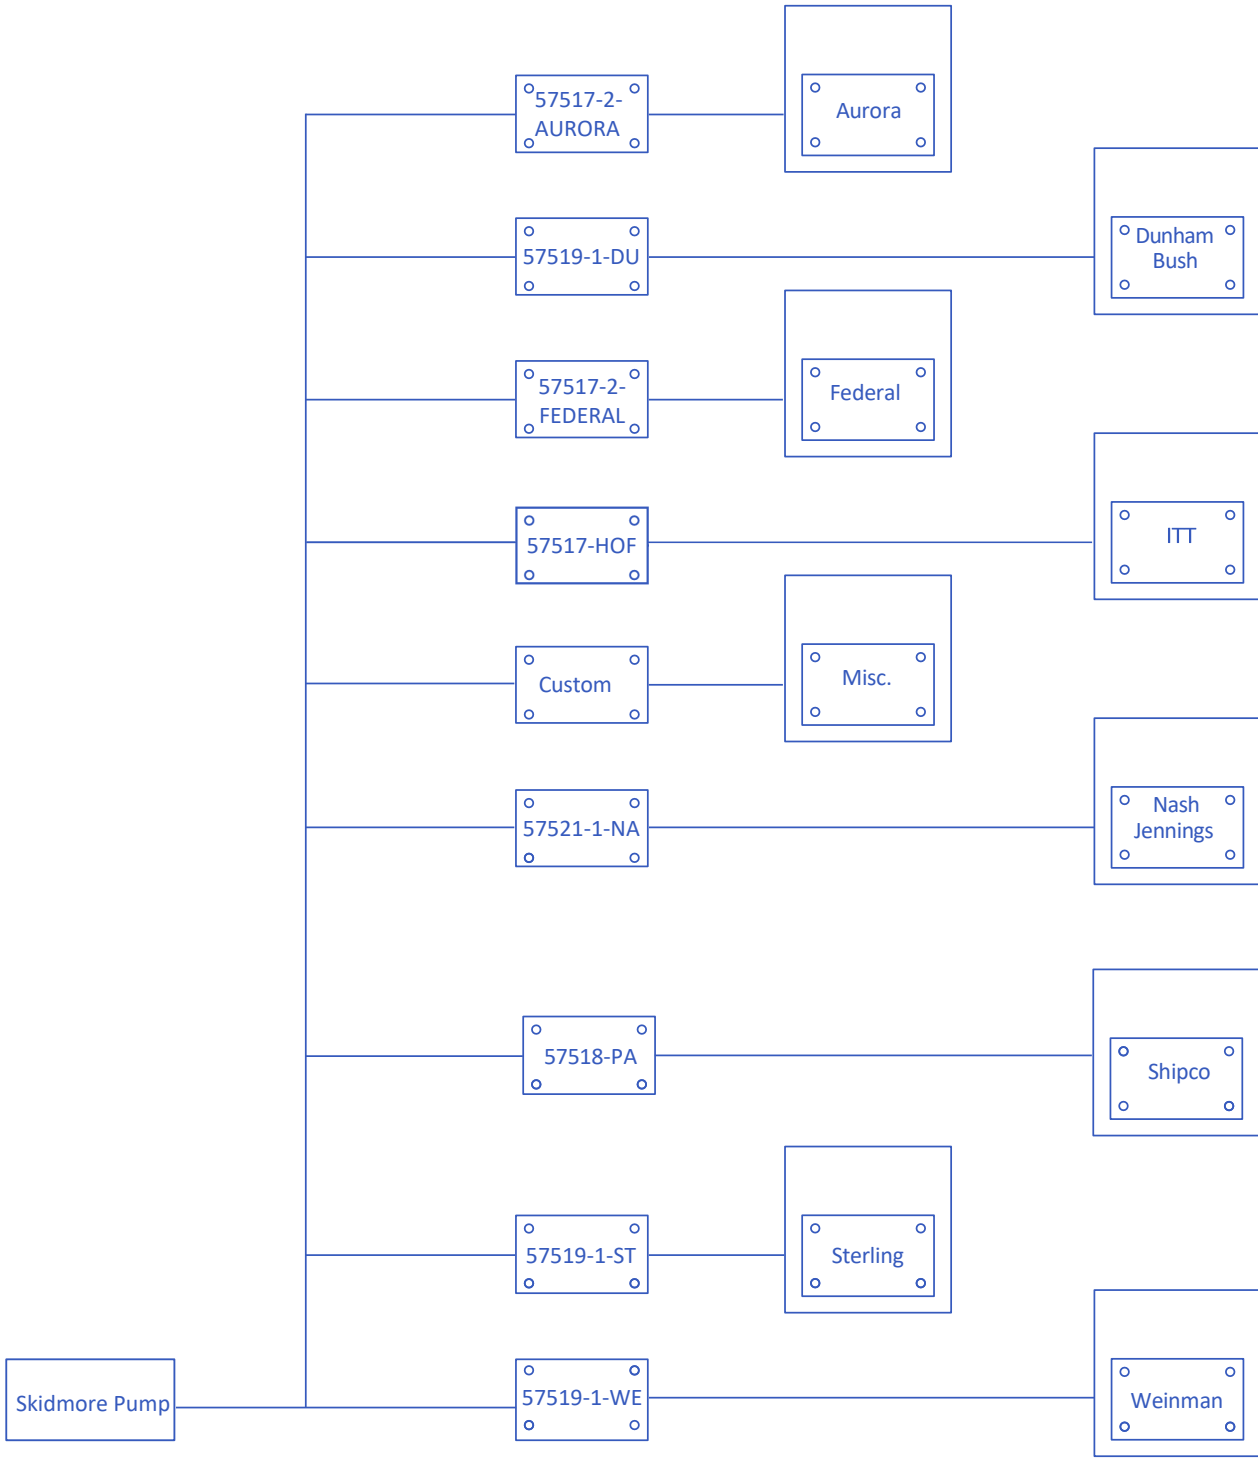 57517-2-
AURORA
Aurora
57519-1-DU
Dunham
Bush
57517-2-
FEDERAL
Federal
57517-HOF
ITT
Custom
Misc.
57521-1-NA
Nash
Jennings
57518-PA
Shipco
57519-1-ST
Sterling
Skidmore Pump
57519-1-WE
Weinman